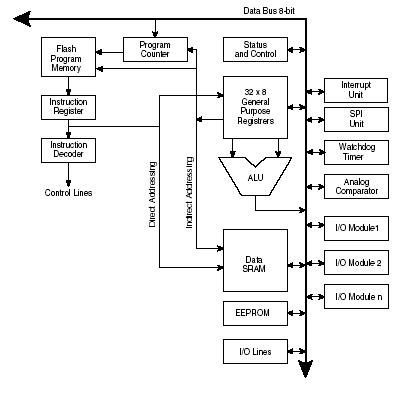 Data Bus 8-bit
Flash
Program
Memory
Program
Counter
Status
and Control
Instruction
Register
32 x 8
General
Purpose
Registrers
Interrupt
Unit
SPI
Unit
Instruction
Decoder
Watchdog
Timer
Direct Addressing
Indirect Addressing
ALU
Control Lines
Analog
Comparator
I/O Module1
Data
SRAM
I/O Module 2
I/O Module n
EEPROM
I/O Lines